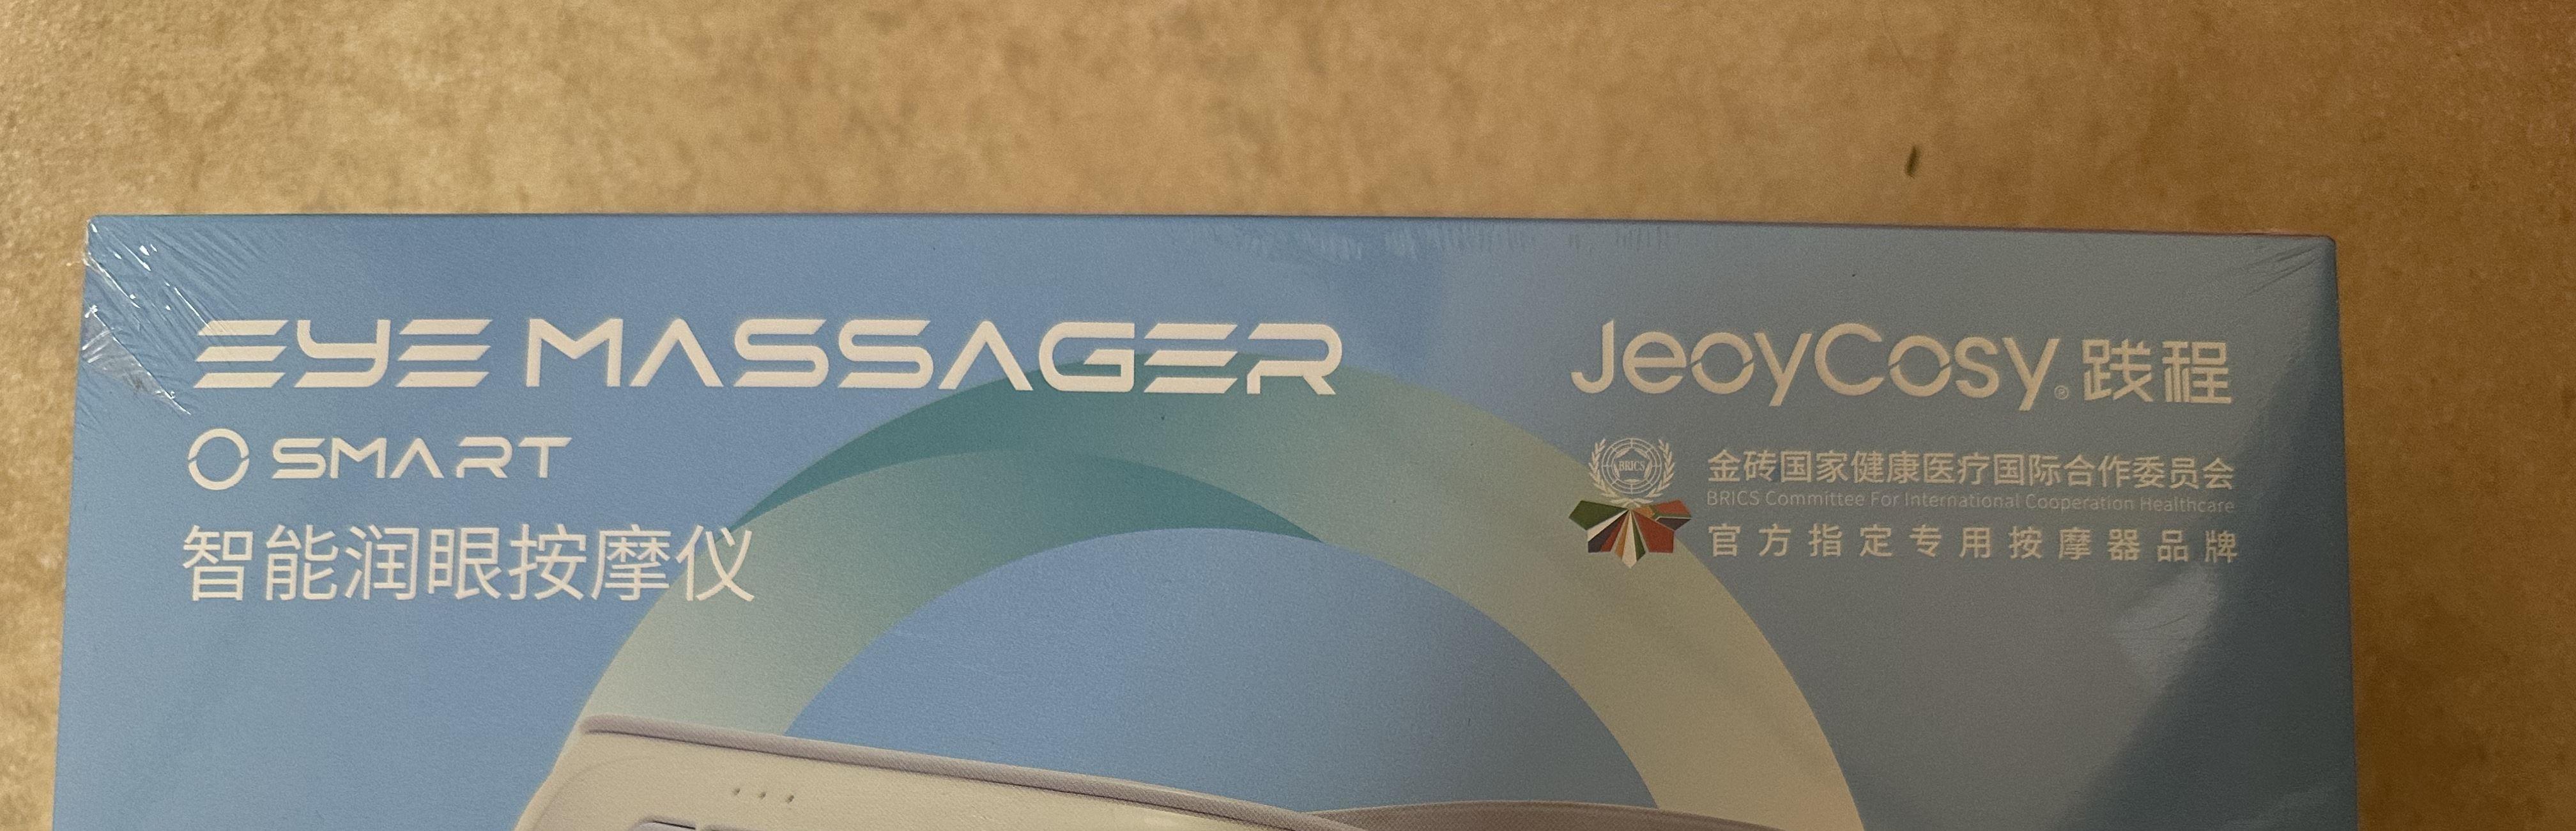 EYE MASSAGER
SMART
智能润眼按摩仪
JeoyCosy® 践程
BRICS
金砖国家健康医疗国际合作委员会
BRICS Committee For International Cooperation Healthcare
官方指定专用按摩器品牌